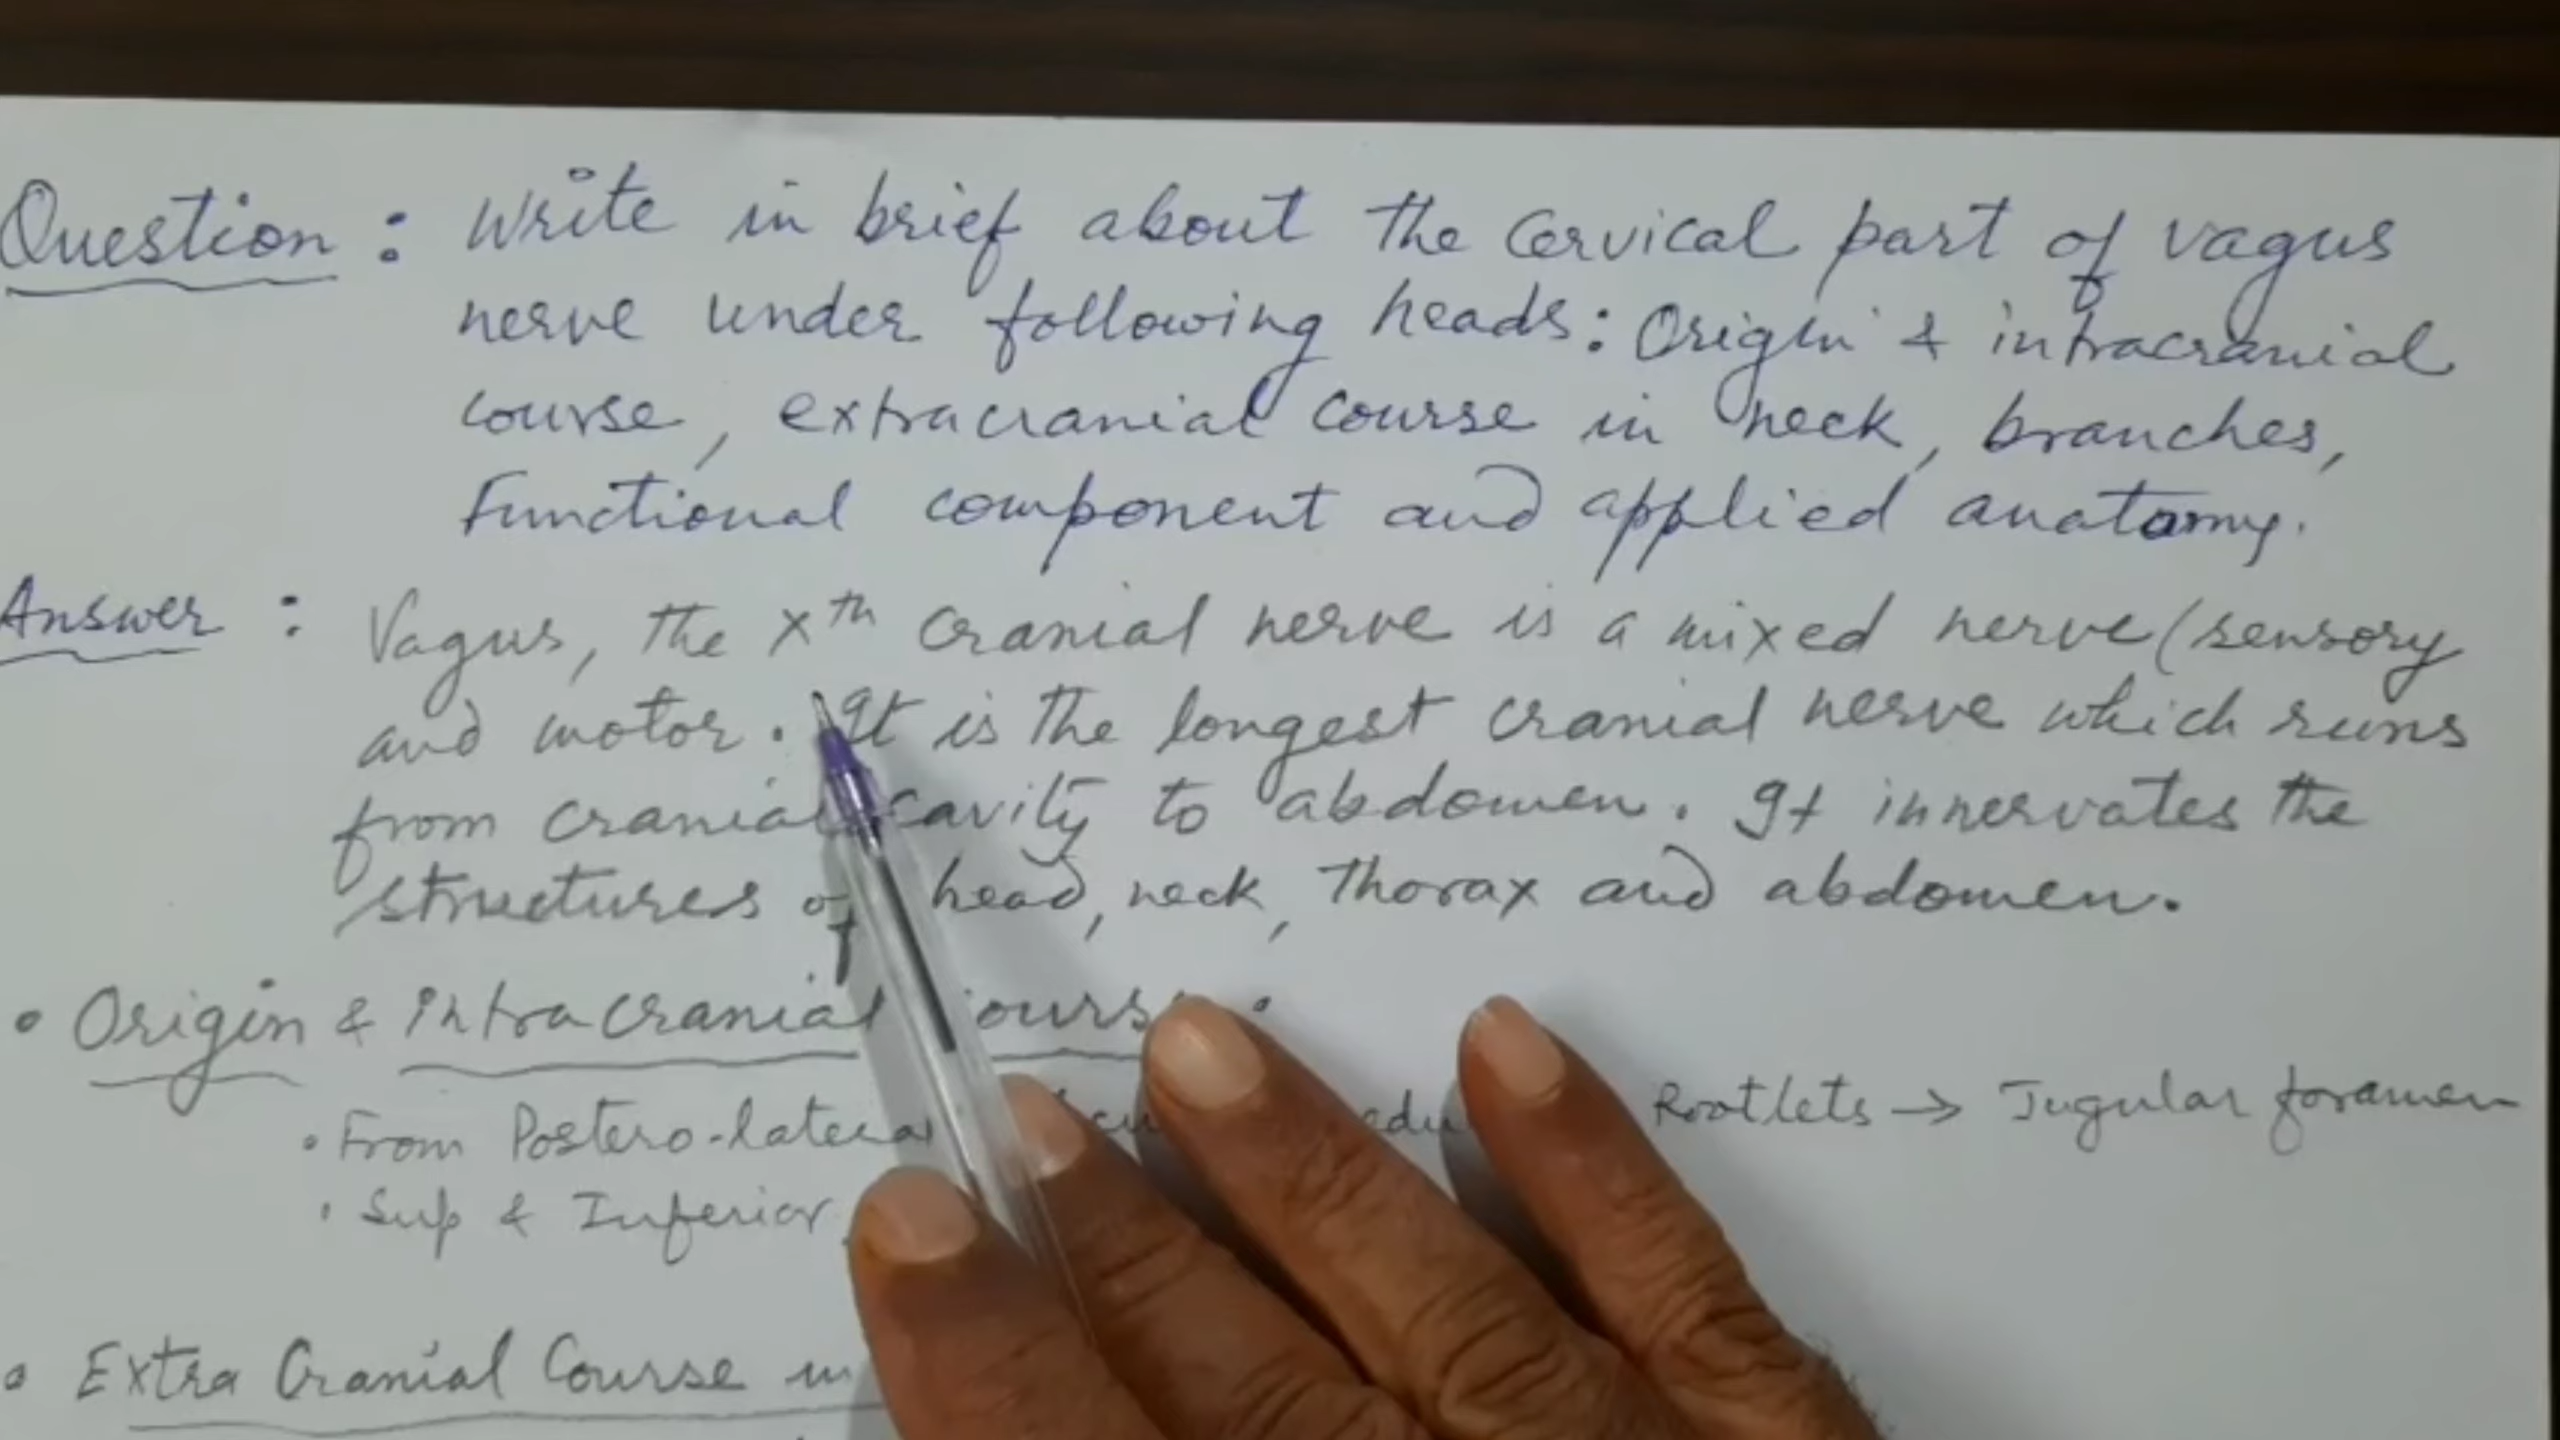 Question : Write in brief about the Cervical part of vagus
nerve under following heads: Origin & intracranial
course, extracranial course in neck, branches,
Functional component and applied anatomy.
Answer : Vagus, the Xth cranial nerve is a mixed nerve (sensory
and motor. It is the longest cranial nerve which runs
from cranial cavity to abdomen. It innervates the
structures of head, neck, Thorax and abdomen.
• Origin & intracranial :
• From Postero-lateral Rootlets → Jugular foramen
• Sup & Inferior
• Extra Cranial Course in